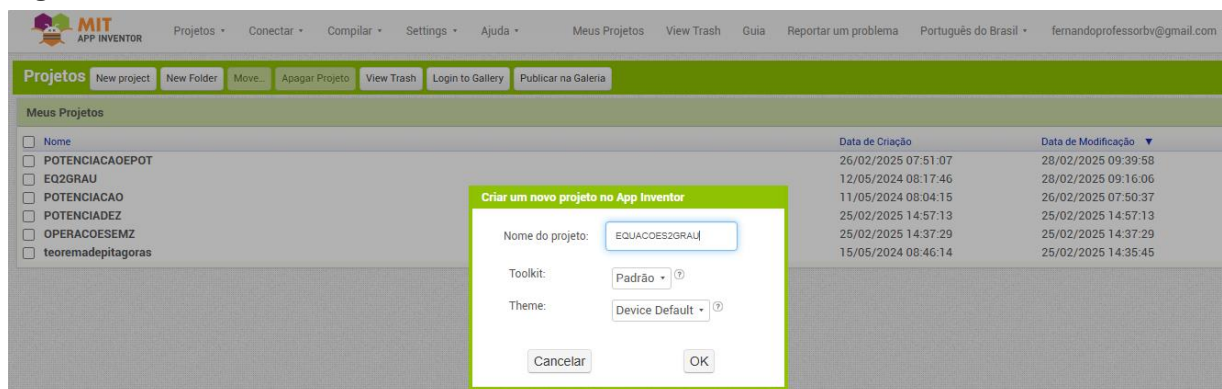 MIT
APP INVENTOR
Projetos Conectar Compilar Settings Ajuda Meus Projetos View Trash Guia Reportar um problema Português do Brasil fernandoprofessorbv@gmail.com
Projetos New project New Folder Move... Apagar Projeto View Trash Login to Gallery Publicar na Galeria
Meus Projetos
Nome Data de Criação Data de Modificação ▼
POTENCIACAOEPOT 26/02/2025 07:51:07 28/02/2025 09:39:58
EQ2GRAU 12/05/2024 08:17:46 28/02/2025 09:16:06
POTENCIACAO 11/05/2024 08:04:15 26/02/2025 07:50:37
POTENCIADEZ 25/02/2025 14:57:13 25/02/2025 14:57:13
OPERACOESEMZ 25/02/2025 14:37:29 25/02/2025 14:37:29
teoremadepitagoras 15/05/2024 08:46:14 25/02/2025 14:35:45
Criar um novo projeto no App Inventor
Nome do projeto: EQUACOES2GRAU
Toolkit: Padrão ?
Theme: Device Default ?
Cancelar OK